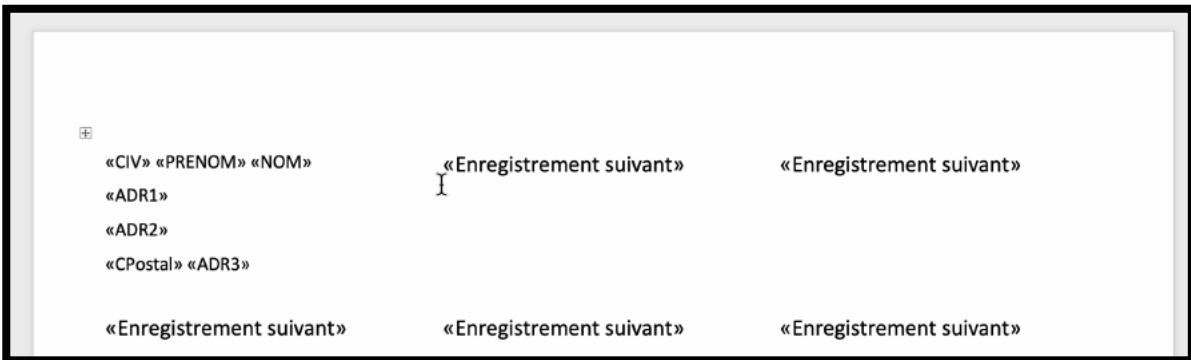 «CIV» «PRENOM» «NOM» «Enregistrement suivant» «Enregistrement suivant»
«ADR1»
«ADR2»
«CPostal» «ADR3»
«Enregistrement suivant» «Enregistrement suivant» «Enregistrement suivant»